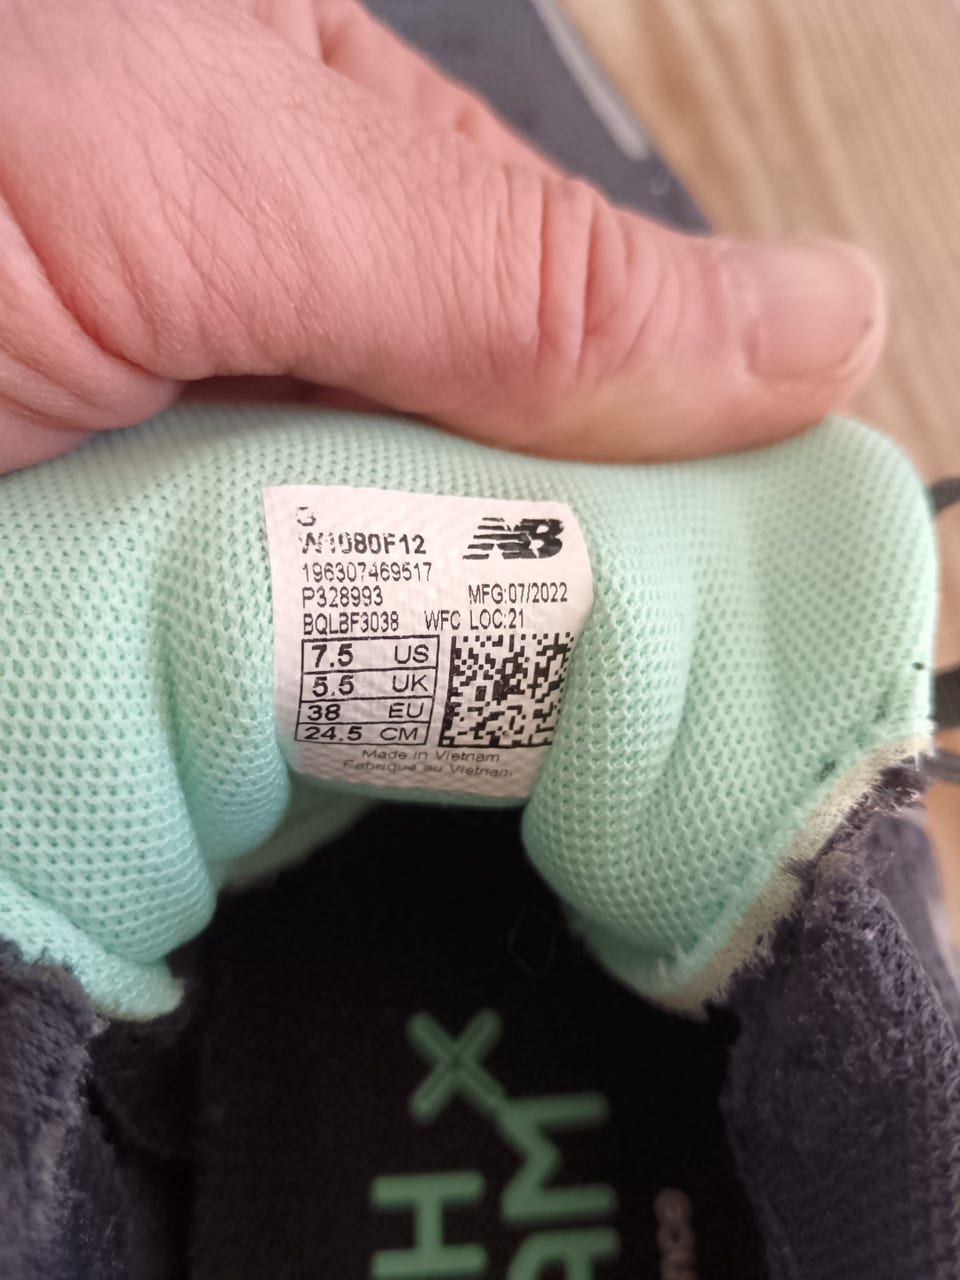 W1080F12
196307469517
P328993 MFG:07/2022
BQLBF3038 WFC LOC:21
7.5 US
5.5 UK
38 EU
24.5 CM
Made in Vietnam
Fabriqué au Vietnam
NB
X
H